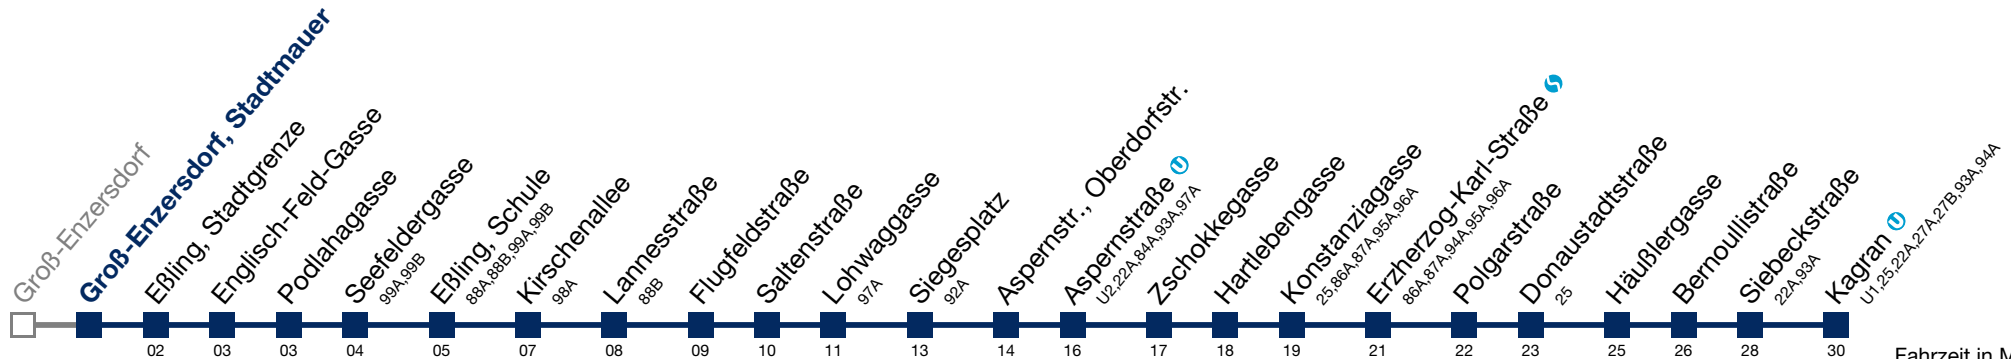 Groß-Enzersdorf
Groß-Enzersdorf, Stadtmauer
Eßling, Stadtgrenze
02
Englisch-Feld-Gasse
03
Podlahagasse
03
Seefeldergasse
99A,99B
04
Eßling, Schule
88A,88B,99A,99B
05
Kirschenallee
98A
07
Lannesstraße
88B
08
Flugfeldstraße
09
Saltenstraße
10
Lohwaggasse
97A
11
Siegesplatz
92A
13
Aspernstr., Oberdorfstr.
14
Aspernstraße U
U2,22A,84A,93A,97A
16
Zschokkegasse
17
Hartlebengasse
18
Konstanziagasse
25,86A,87A,95A,96A
19
Erzherzog-Karl-Straße S
86A,87A,94A,95A,96A
21
Polgarstraße
22
Donaustadtstraße
25
23
Häußlergasse
25
Bernoullistraße
26
Siebeckstraße
22A,93A
28
Kagran U
U1,25,22A,27A,27B,93A,94A
30
Fahrzeit in